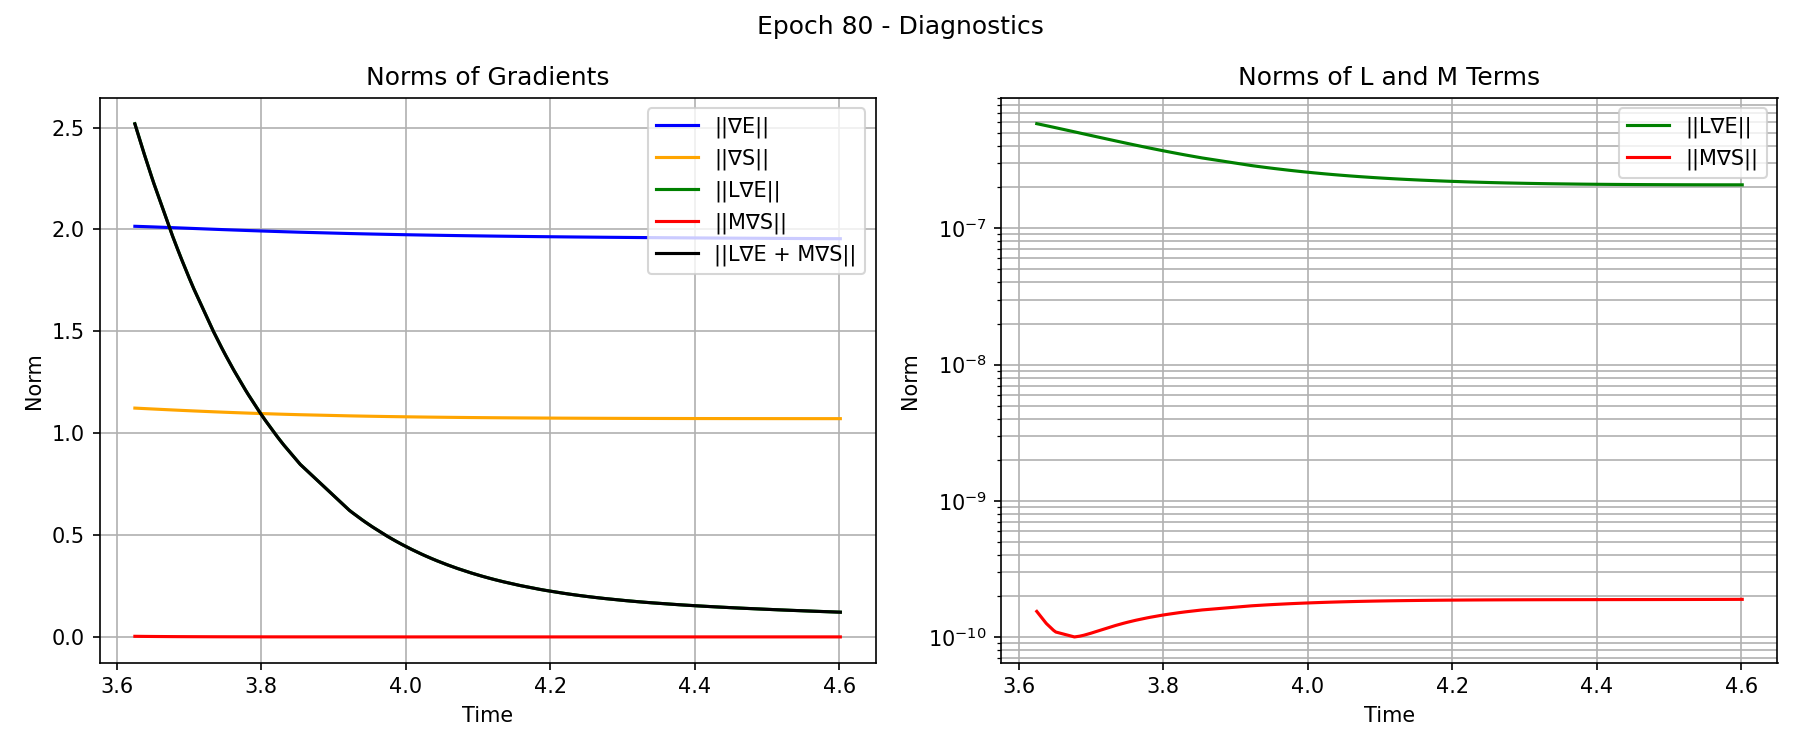 Epoch 80 - Diagnostics
Norms of Gradients
||∇E||
||∇S||
||L∇E||
||M∇S||
||L∇E + M∇S||
2.5
2.0
1.5
1.0
0.5
0.0
Norm
3.6
3.8
4.0
4.2
4.4
4.6
Time
Norms of L and M Terms
||L∇E||
||M∇S||
10⁻⁷
10⁻⁸
10⁻⁹
10⁻¹⁰
Norm
3.6
3.8
4.0
4.2
4.4
4.6
Time